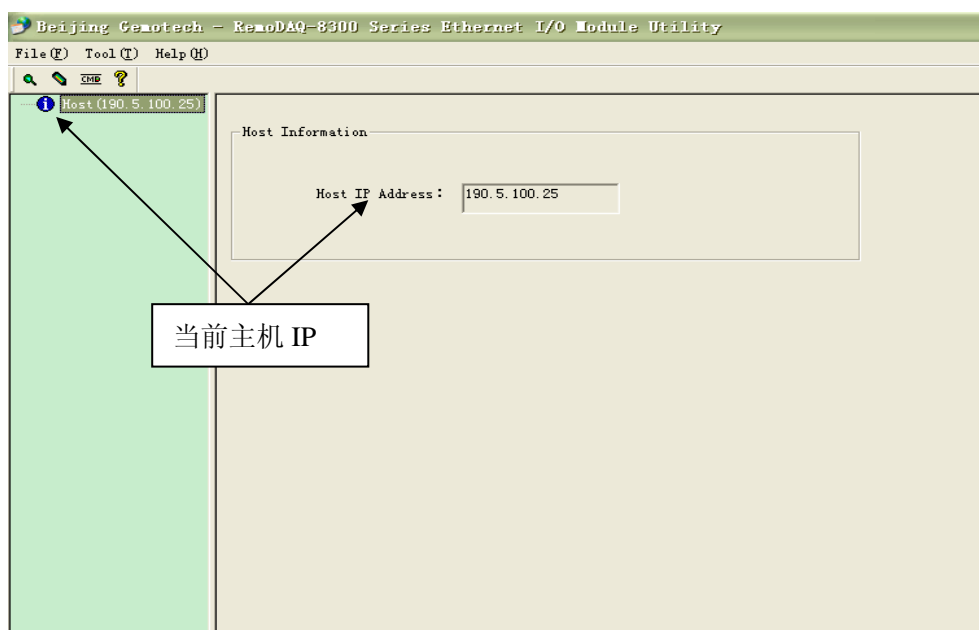 Beijing Gemotech - RemoDAQ-8300 Series Ethernet I/O Module Utility
File(F) Tool(T) Help(H)
CMD
Host(190.5.100.25)
Host Information
Host IP Address: 190.5.100.25
当前主机 IP